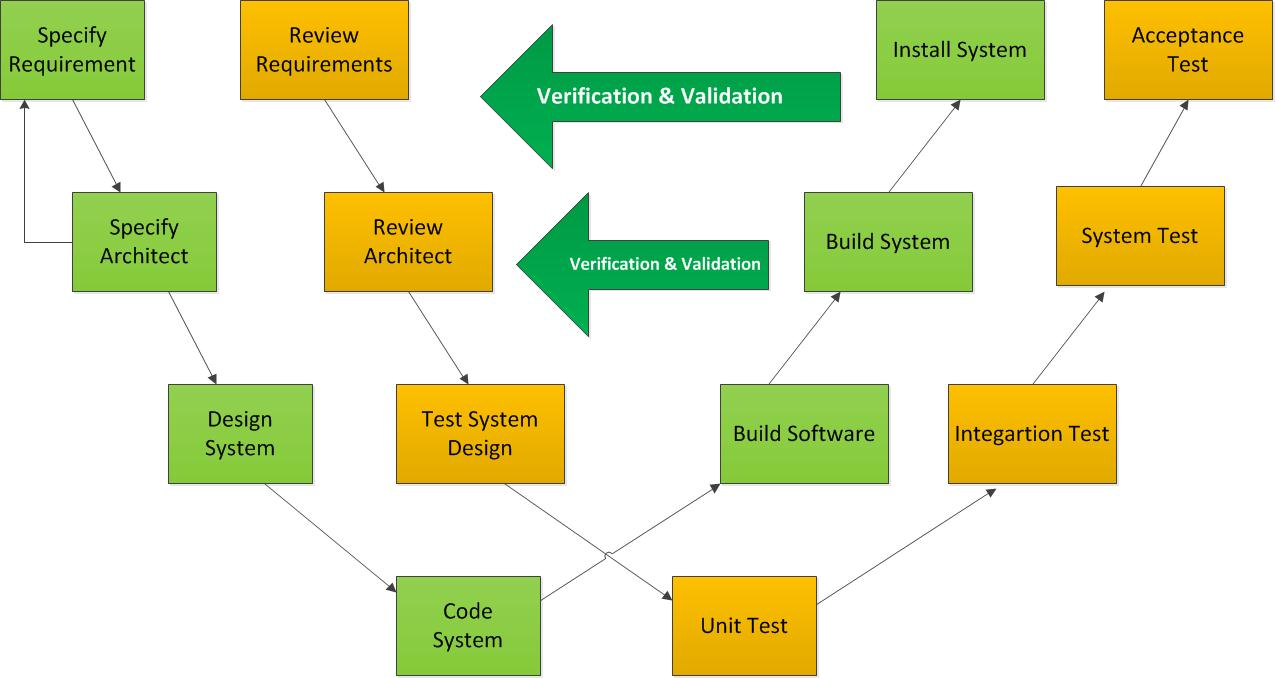 Specify
Requirement
Review
Requirements
Verification & Validation
Install System
Acceptance
Test
Specify
Architect
Review
Architect
Verification & Validation
Build System
System Test
Design
System
Test System
Design
Build Software
Integartion Test
Code
System
Unit Test